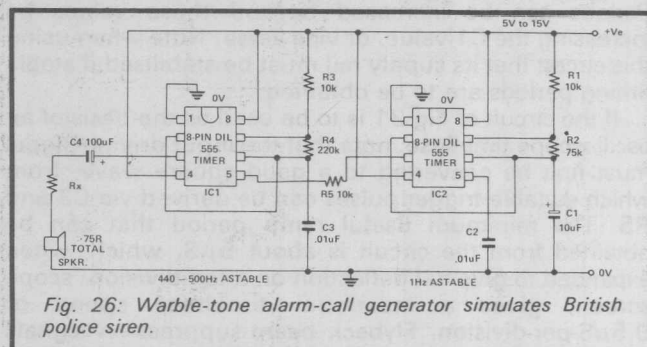 5V to 15V
+Ve
R3
10k
R1
10k
0V
0V
C4 100uF
1 8
8-PIN DIL
555
TIMER
4 5
IC1
R4
220k
R5 10k
1 8
8-PIN DIL
555
TIMER
4 5
IC2
R2
75k
Rx
75R
TOTAL
SPKR.
C3
.01uF
C2
.01uF
C1
10uF
440 - 500Hz ASTABLE
1Hz ASTABLE
0V
Fig. 26: Warble-tone alarm-call generator simulates British
police siren.